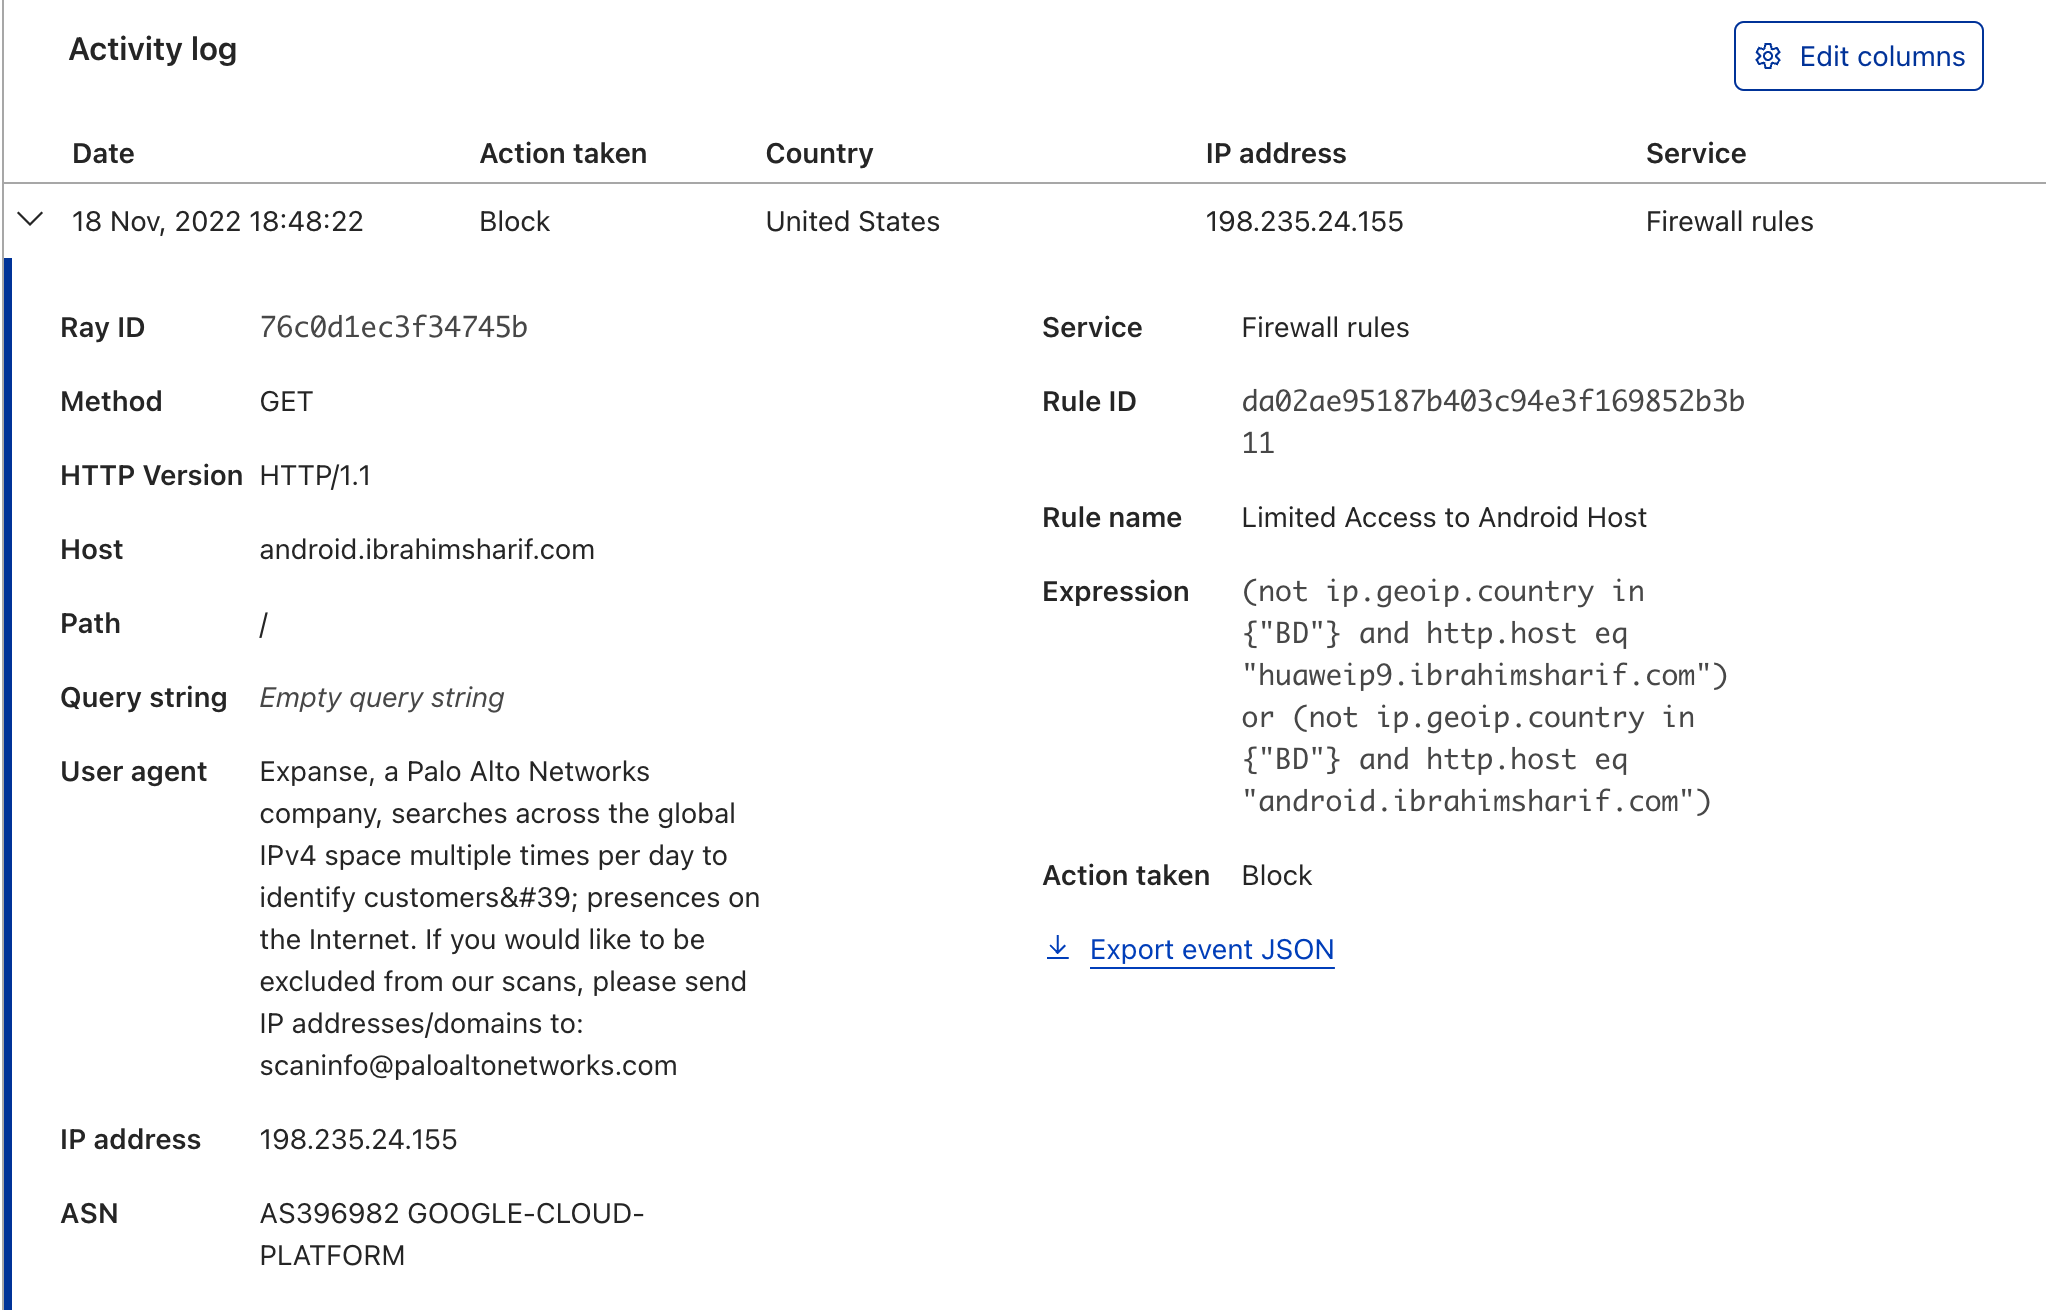 Activity log
Edit columns
Date Action taken Country IP address Service
18 Nov, 2022 18:48:22 Block United States 198.235.24.155 Firewall rules
Ray ID 76c0d1ec3f34745b
Method GET
HTTP Version HTTP/1.1
Host android.ibrahimsharif.com
Path /
Query string Empty query string
User agent Expanse, a Palo Alto Networks
company, searches across the global
IPv4 space multiple times per day to
identify customers&#39; presences on
the Internet. If you would like to be
excluded from our scans, please send
IP addresses/domains to:
scaninfo@paloaltonetworks.com
IP address 198.235.24.155
ASN AS396982 GOOGLE-CLOUD-
PLATFORM
Service Firewall rules
Rule ID da02ae95187b403c94e3f169852b3b
11
Rule name Limited Access to Android Host
Expression (not ip.geoip.country in
{"BD"} and http.host eq
"huaweip9.ibrahimsharif.com")
or (not ip.geoip.country in
{"BD"} and http.host eq
"android.ibrahimsharif.com")
Action taken Block
Export event JSON